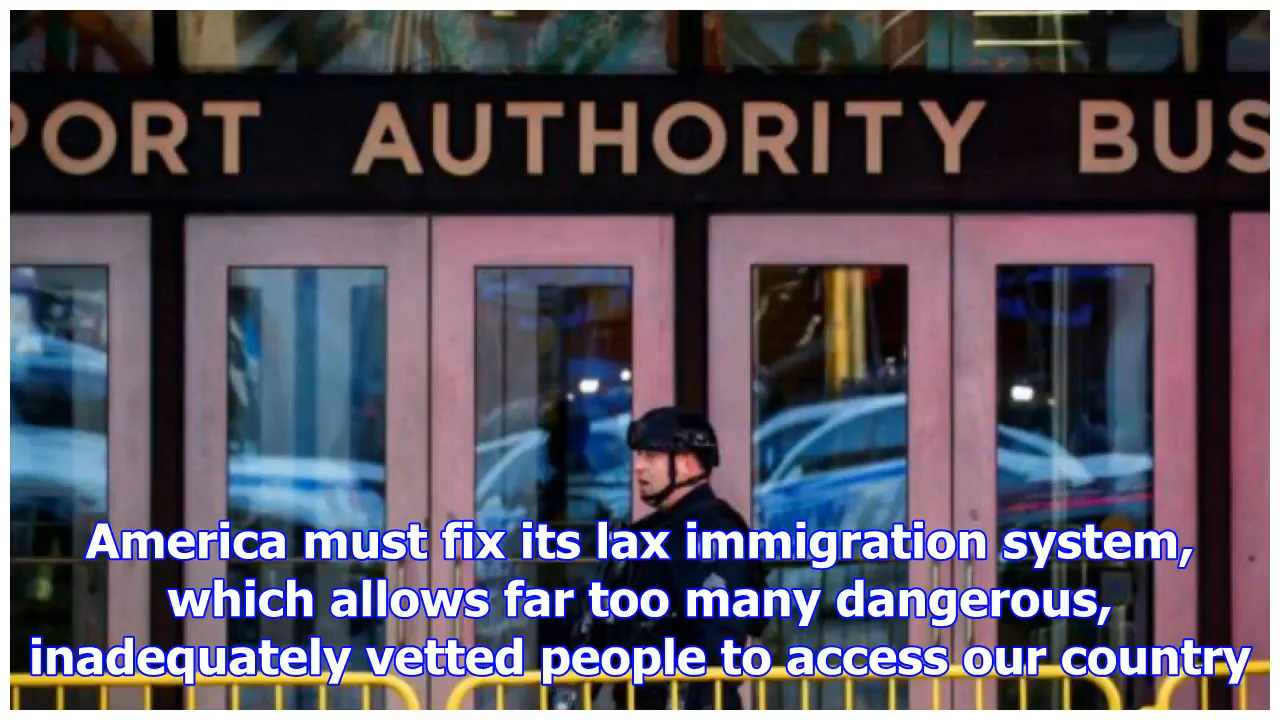 PORT AUTHORITY BUS
America must fix its lax immigration system,
which allows far too many dangerous,
inadequately vetted people to access our country